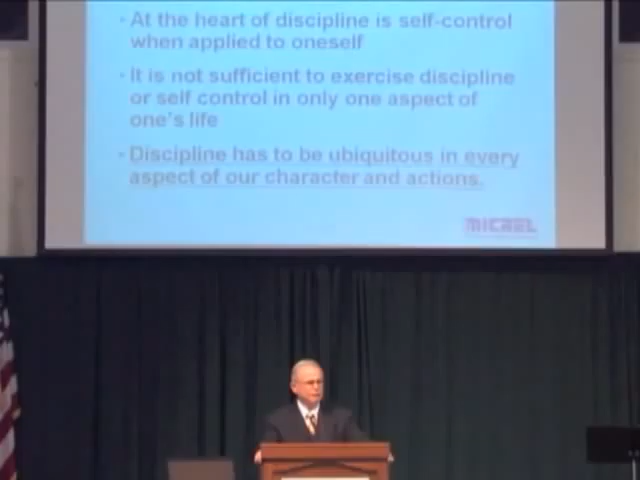 • At the heart of discipline is self-control
when applied to oneself
• It is not sufficient to exercise discipline
or self control in only one aspect of
one's life
• Discipline has to be ubiquitous in every
aspect of our character and actions.
MICREL